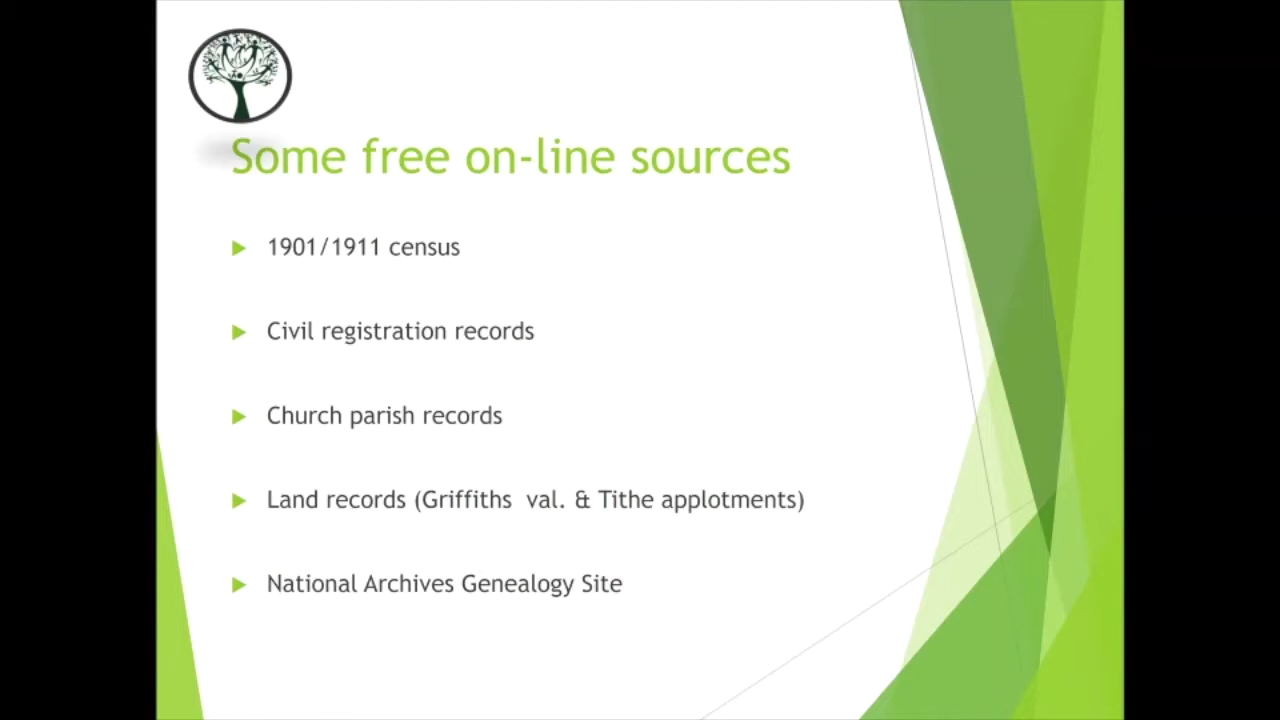 Some free on-line sources
1901/1911 census
Civil registration records
Church parish records
Land records (Griffiths  val. & Tithe applotments)
National Archives Genealogy Site